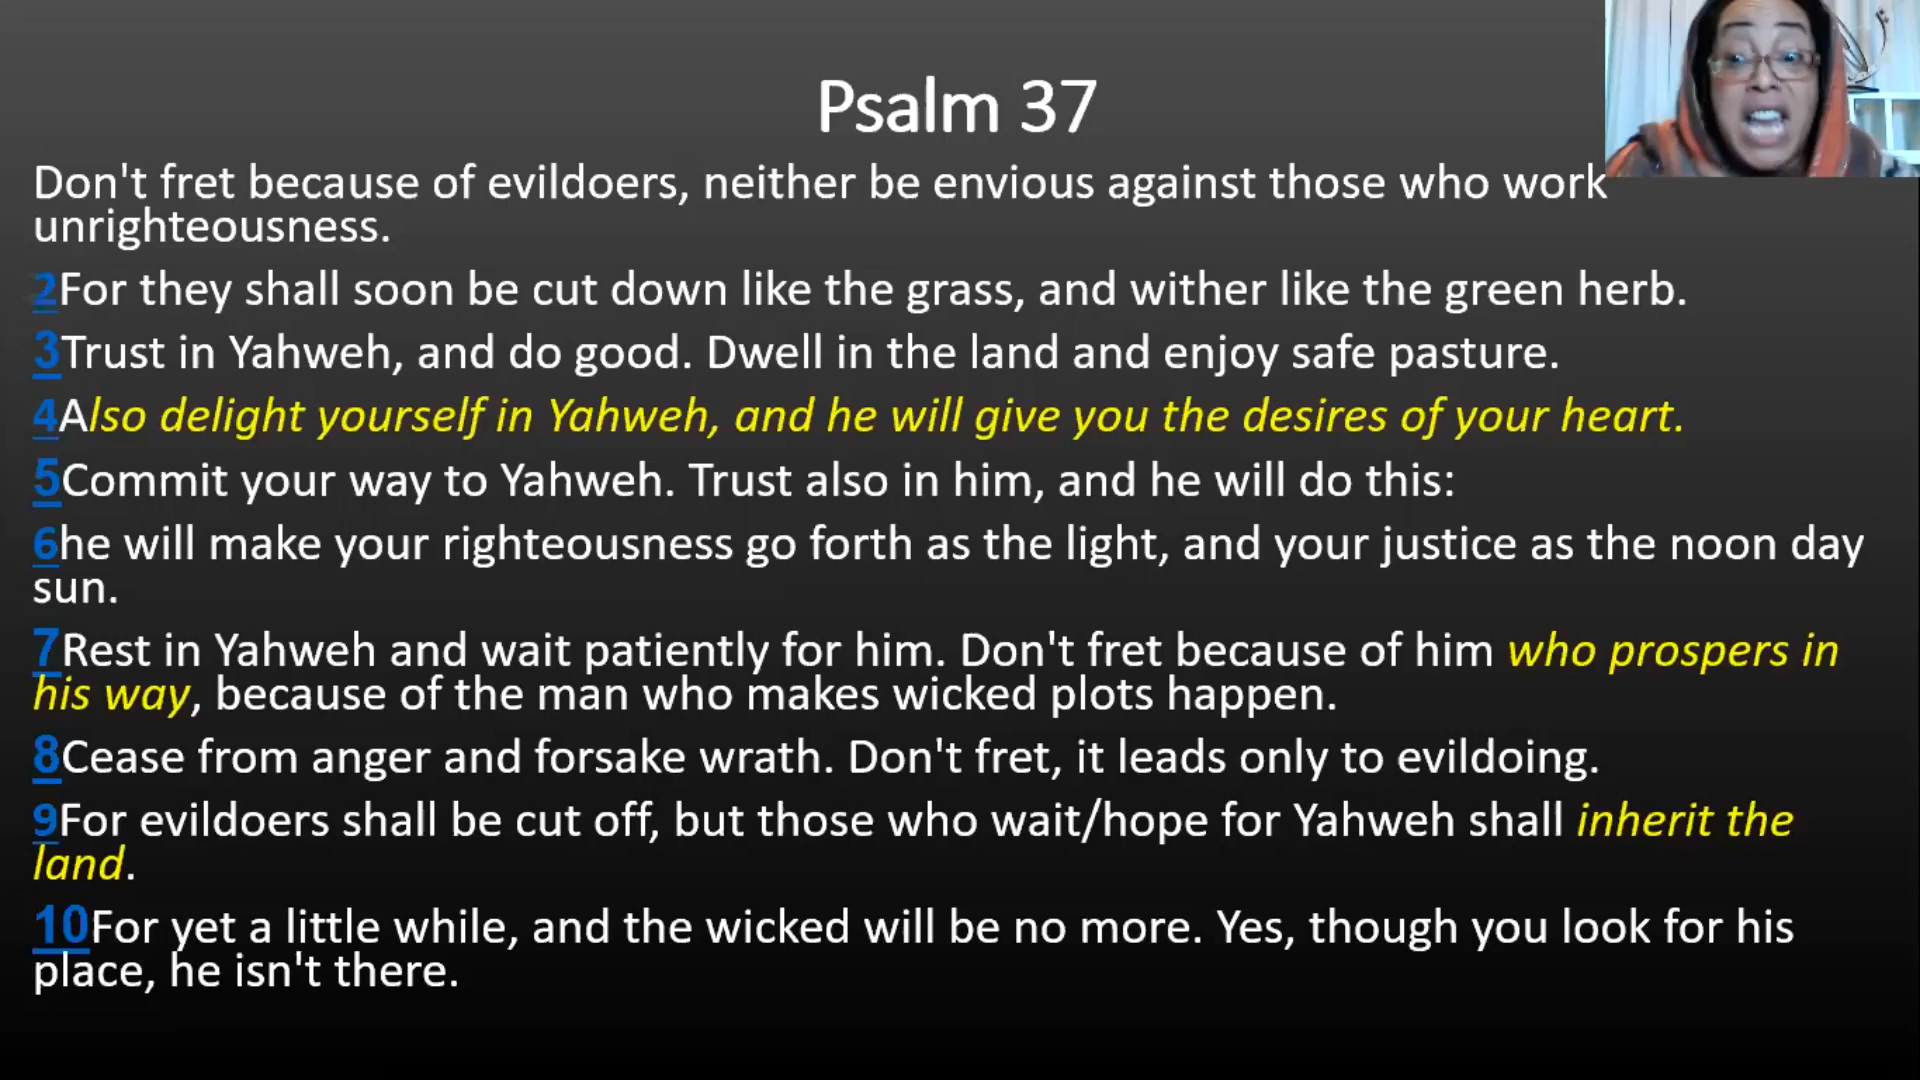 Psalm 37
Don't fret because of evildoers, neither be envious against those who work
unrighteousness.
2For they shall soon be cut down like the grass, and wither like the green herb.
3Trust in Yahweh, and do good. Dwell in the land and enjoy safe pasture.
4Also delight yourself in Yahweh, and he will give you the desires of your heart.
5Commit your way to Yahweh. Trust also in him, and he will do this:
6he will make your righteousness go forth as the light, and your justice as the noon day
sun.
7Rest in Yahweh and wait patiently for him. Don't fret because of him who prospers in
his way, because of the man who makes wicked plots happen.
8Cease from anger and forsake wrath. Don't fret, it leads only to evildoing.
9For evildoers shall be cut off, but those who wait/hope for Yahweh shall inherit the
land.
10For yet a little while, and the wicked will be no more. Yes, though you look for his
place, he isn't there.